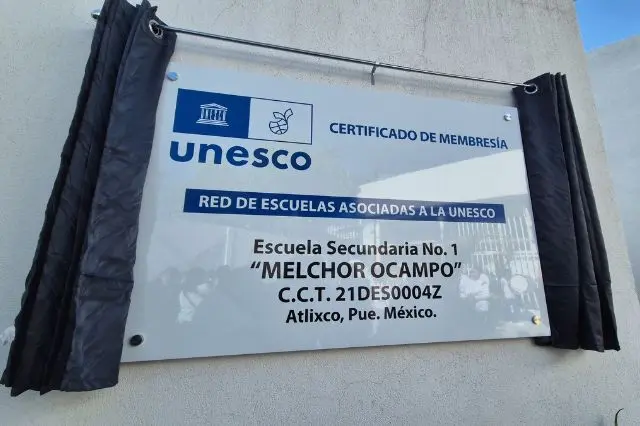 unesco
CERTIFICADO DE MEMBRESÍA
RED DE ESCUELAS ASOCIADAS A LA UNESCO
Escuela Secundaria No. 1
“MELCHOR OCAMPO”
C.C.T. 21DES0004Z
Atlixco, Pue. México.